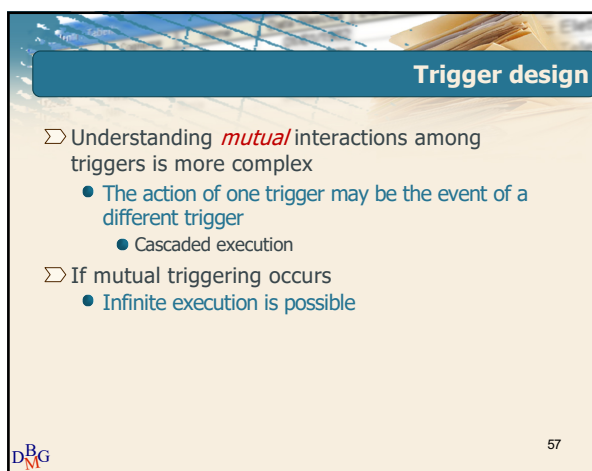 Trigger design
Understanding mutual interactions among
triggers is more complex
The action of one trigger may be the event of a
different trigger
Cascaded execution
If mutual triggering occurs
Infinite execution is possible
57
DBMG